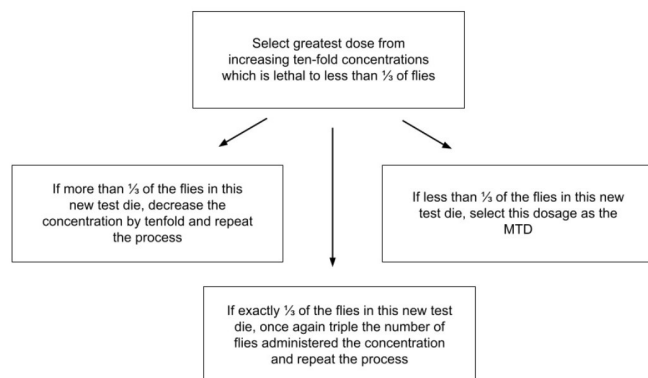 Select greatest dose from
increasing ten-fold concentrations
which is lethal to less than ⅓ of flies
If more than ⅓ of the flies in this
new test die, decrease the
concentration by tenfold and repeat
the process
If less than ⅓ of the flies in this new
test die, select this dosage as the
MTD
If exactly ⅓ of the flies in this new test
die, once again triple the number of
flies administered the concentration
and repeat the process